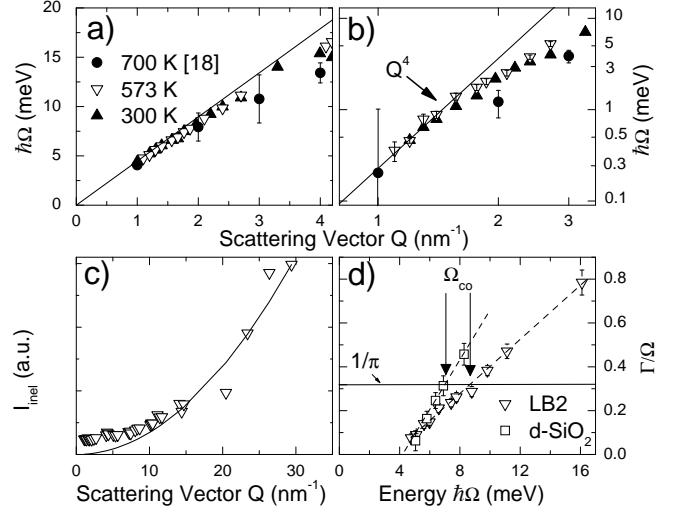 a)
700 K [18]
573 K
300 K
20
15
10
5
0
ħΩ (meV)
0 1 2 3 4
b)
Q⁴
5
3
1
0.5
0.3
0.1
ħΩ (meV)
1 2 3
Scattering Vector Q (nm⁻¹)
c)
I_inel (a.u.)
0 10 20 30
Scattering Vector Q (nm⁻¹)
d)
Ω_co
1/π
LB2
d-SiO₂
0.8
0.6
0.4
0.2
0.0
Γ/Ω
0 4 8 12 16
Energy ħΩ (meV)